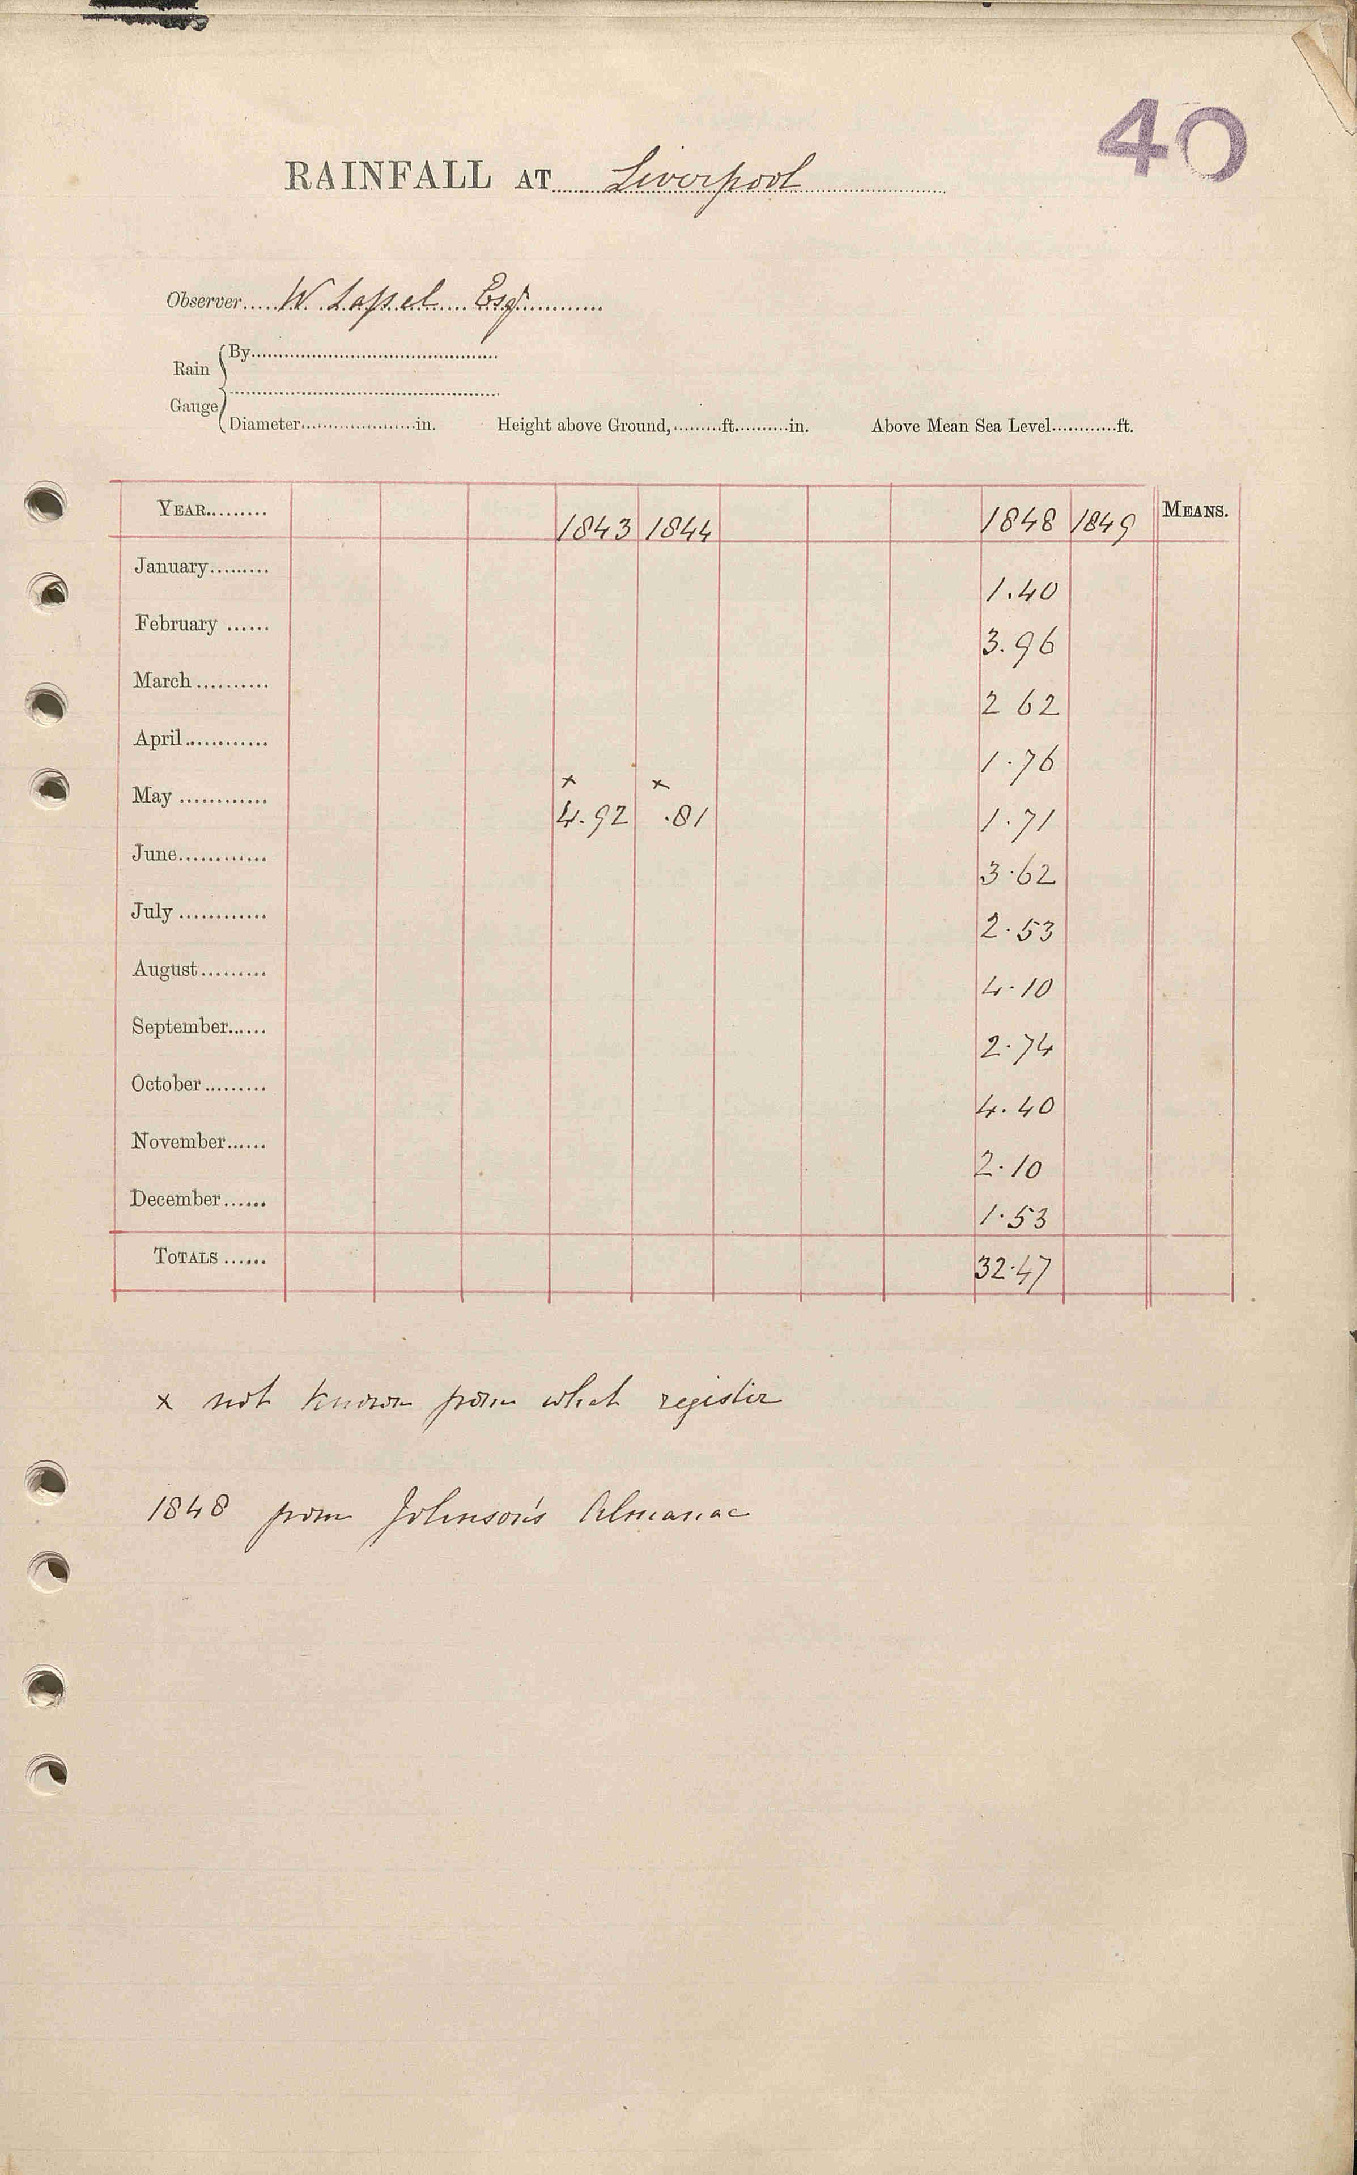 40
RAINFALL AT Liverpool
Observer W. Lassel Esqr
Rain Gauge
By
Diameter in. Height above Ground, ft. in. Above Mean Sea Level ft.
YEAR 1843 1844 1848 1849 MEANS.
January 1.40
February 3.96
March 2 62
April 1.76
x x
May 4.92 .81 1.71
June 3.62
July 2.53
August 4.10
September 2.74
October 4.40
November 2.10
December 1.53
TOTALS 32.47
x not known from what register
1848 from Johnson's Almanac